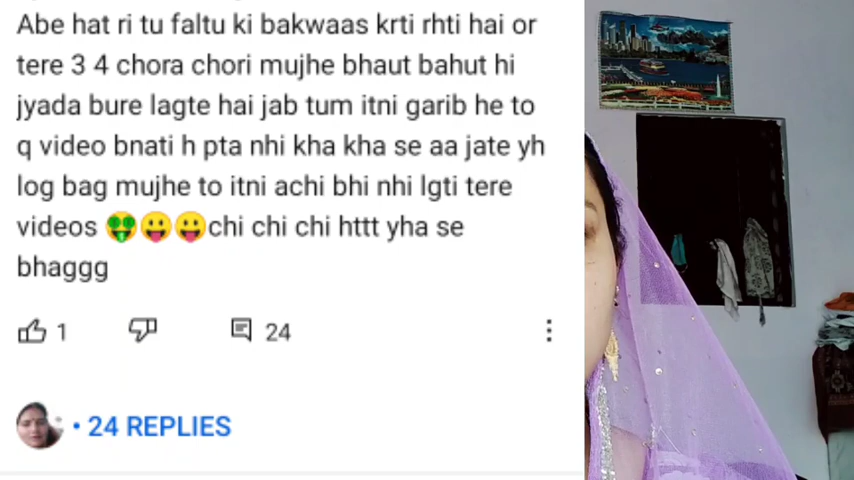 Abe hat ri tu faltu ki bakwaas krti rhti hai or
tere 3 4 chora chori mujhe bhaut bahut hi
jyada bure lagte hai jab tum itni garib he to
q video bnati h pta nhi kha kha se aa jate yh
log bag mujhe to itni achi bhi nhi lgti tere
videos 🤑😛😛chi chi chi httt yha se
bhaggg
1
24
• 24 REPLIES